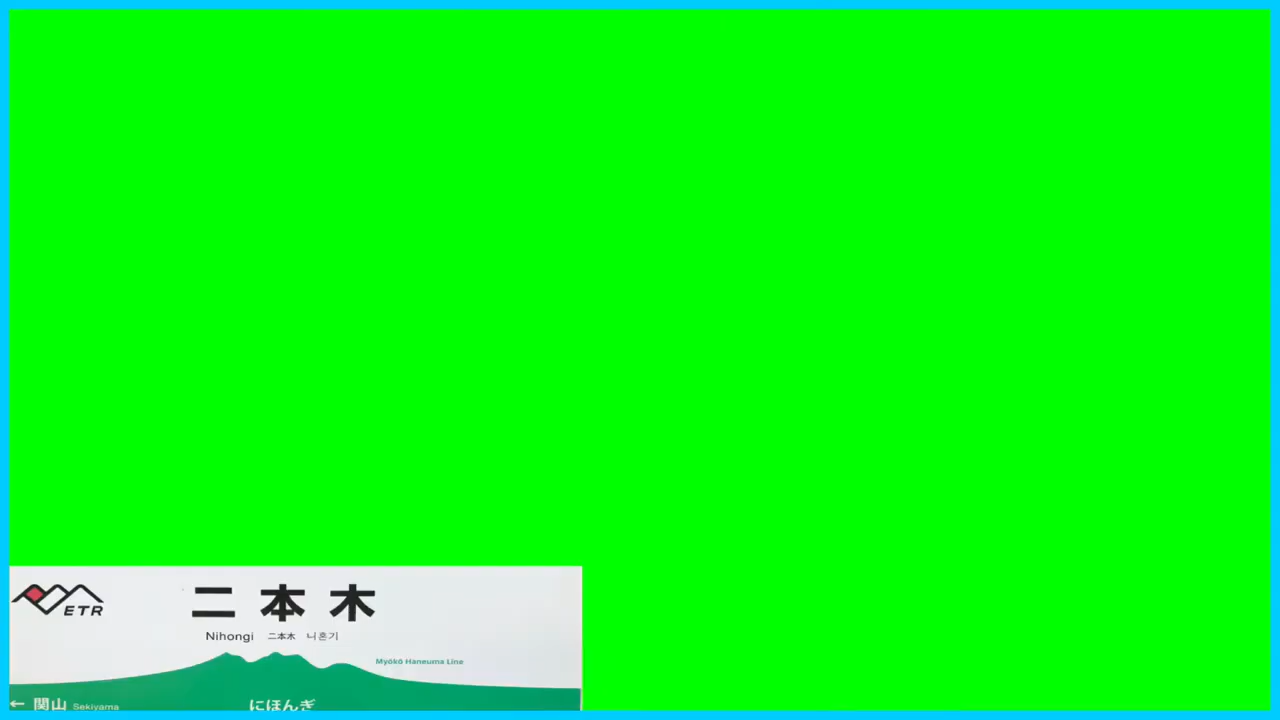 ETR
二本木
Nihongi 二本木 니혼기
Myōkō Haneuma Line
← 関山 Sekiyama
にほんぎ